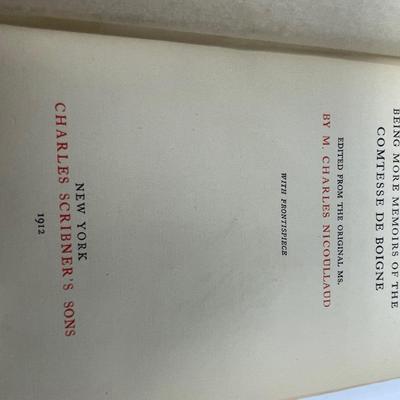 BEING MORE MEMOIRS OF THE
COMTESSE DE BOIGNE
EDITED FROM THE ORIGINAL MS.
BY M. CHARLES NICOULLAUD
WITH FRONTISPIECE
NEW YORK
CHARLES SCRIBNER'S SONS
1912